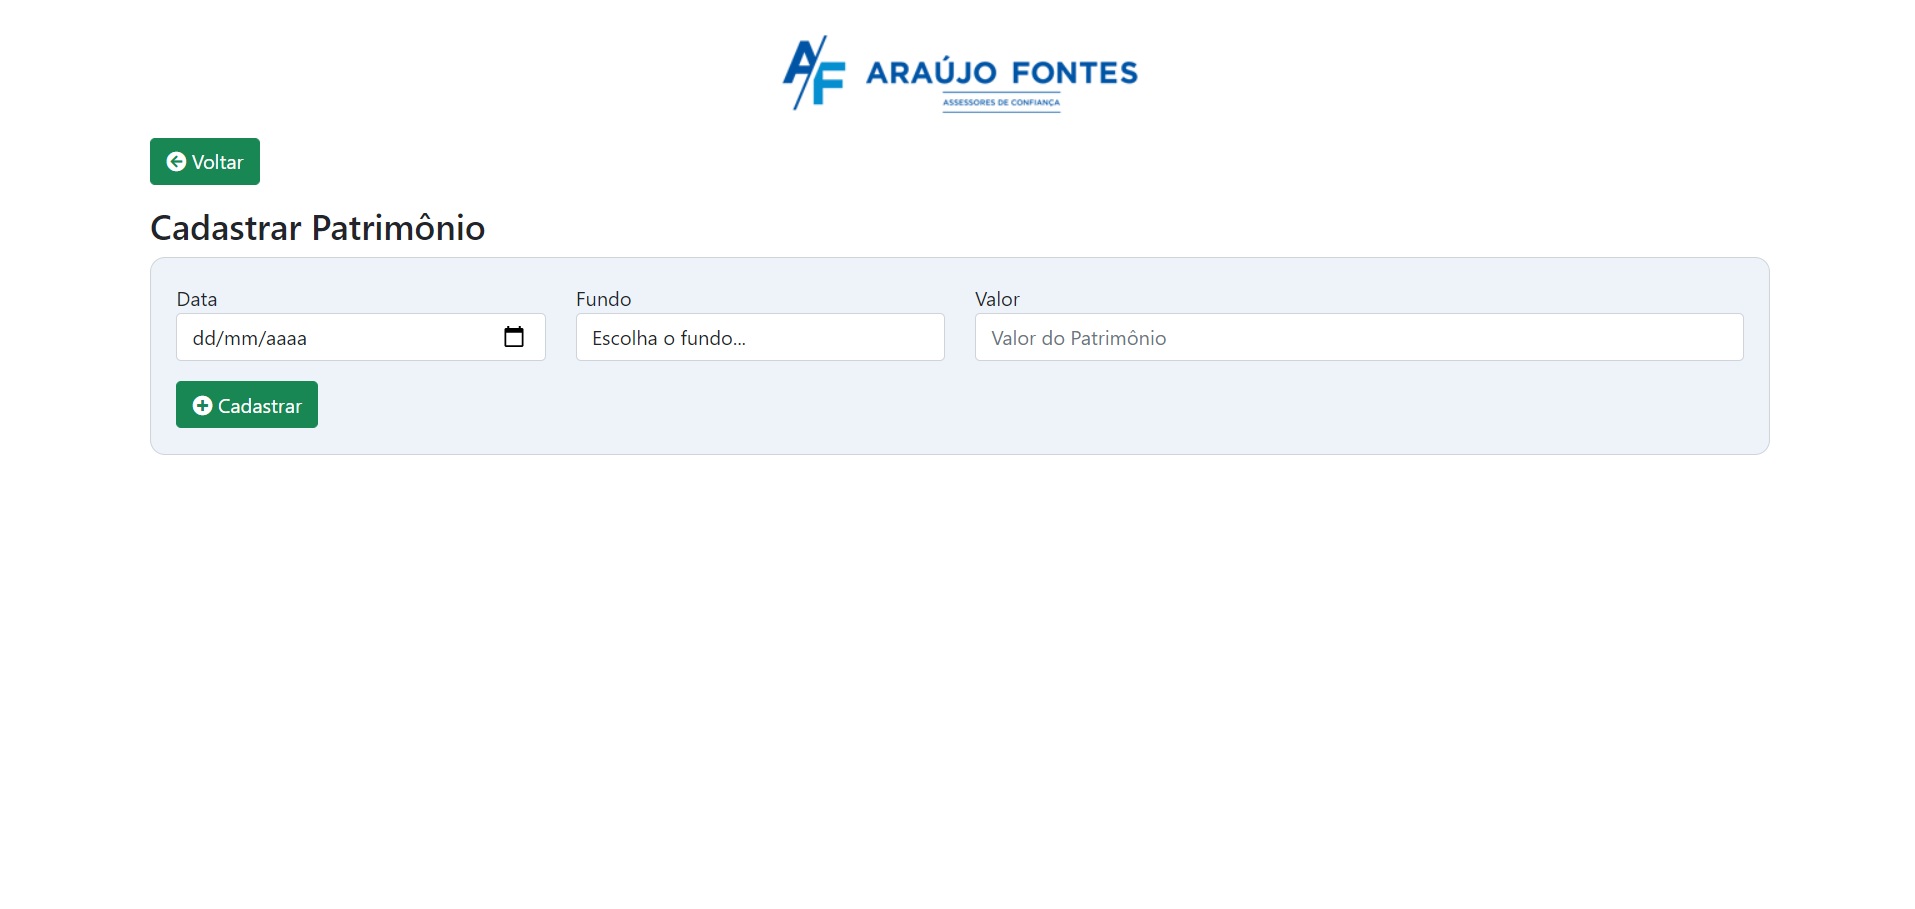 AF ARAÚJO FONTES
ASSESSORES DE CONFIANÇA
Voltar
Cadastrar Patrimônio
Data Fundo Valor
dd/mm/aaaa Escolha o fundo... Valor do Patrimônio
Cadastrar